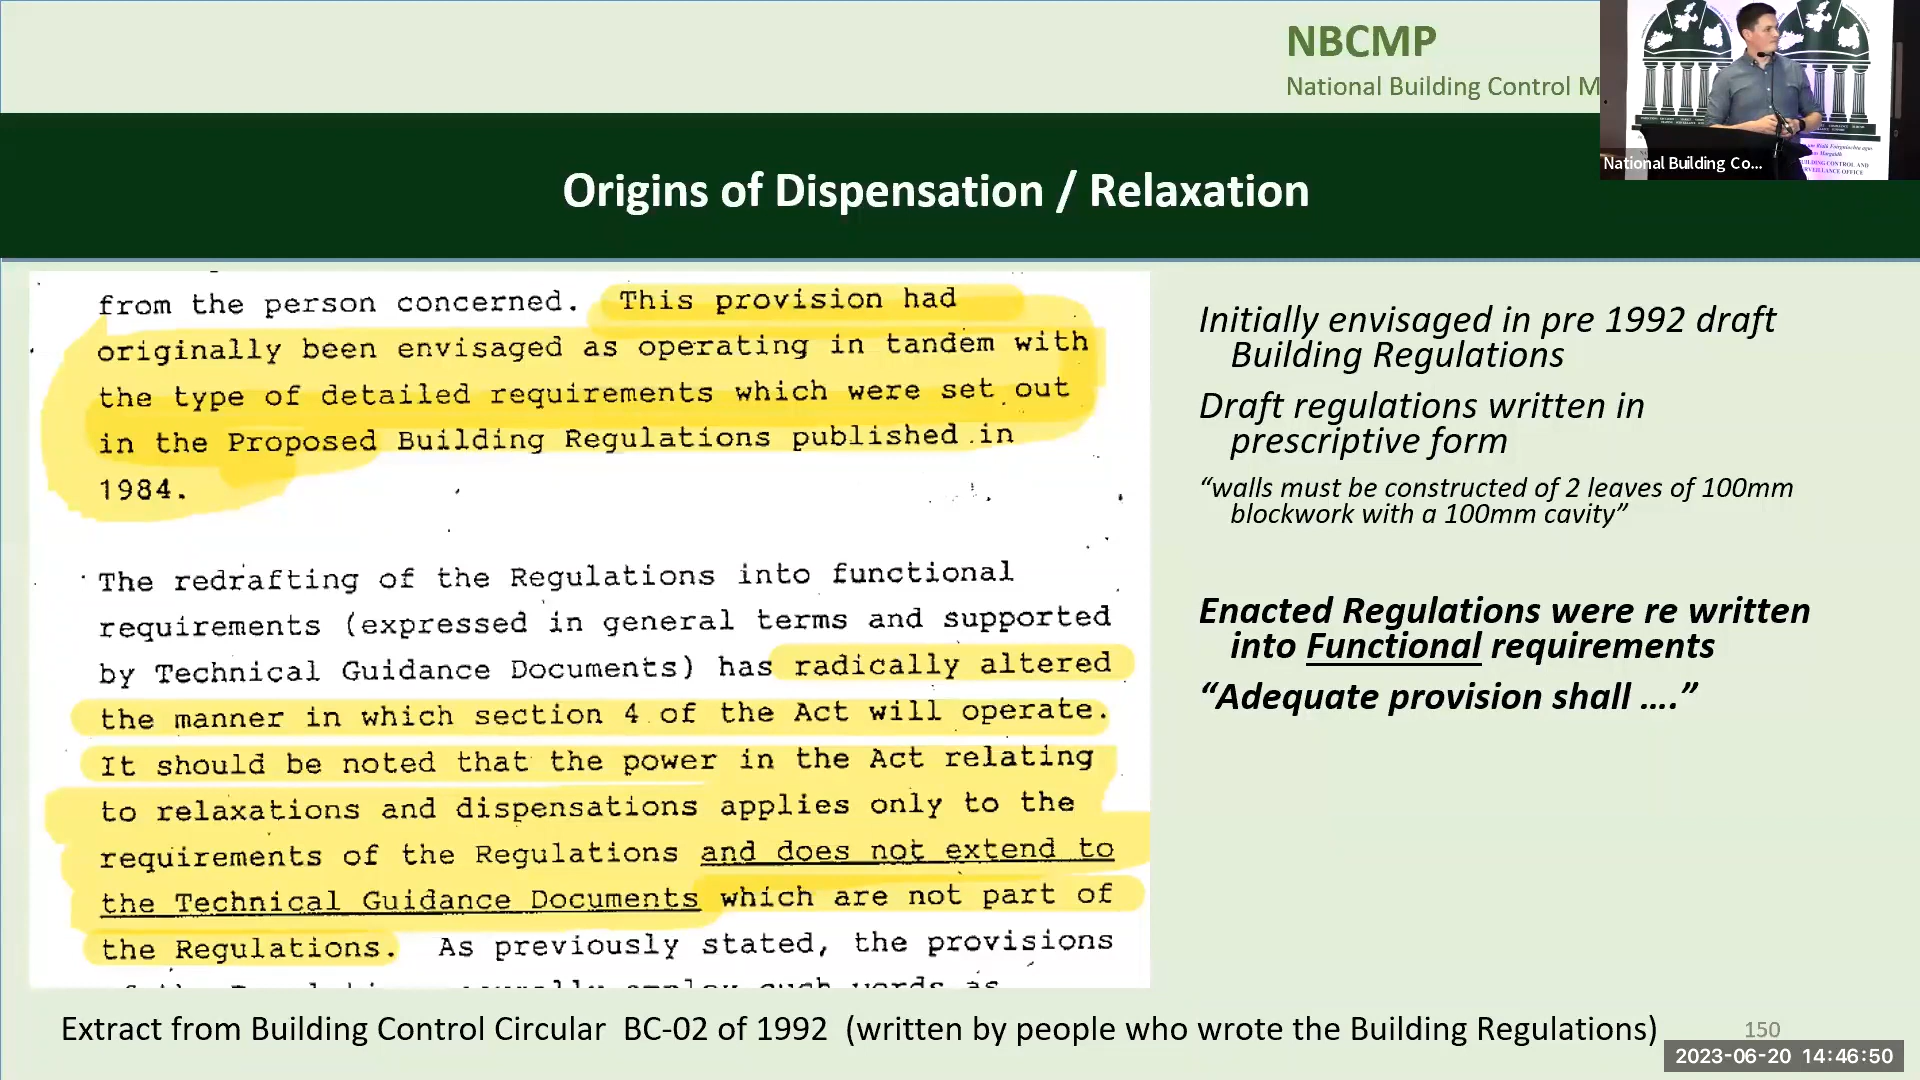 NBCMP
National Building Control M
National Building Co...
Origins of Dispensation / Relaxation
from the person concerned. This provision had
originally been envisaged as operating in tandem with
the type of detailed requirements which were set out
in the Proposed Building Regulations published in
1984.
The redrafting of the Regulations into functional
requirements (expressed in general terms and supported
by Technical Guidance Documents) has radically altered
the manner in which section 4 of the Act will operate.
It should be noted that the power in the Act relating
to relaxations and dispensations applies only to the
requirements of the Regulations and does not extend to
the Technical Guidance Documents which are not part of
the Regulations. As previously stated, the provisions
Initially envisaged in pre 1992 draft
Building Regulations
Draft regulations written in
prescriptive form
“walls must be constructed of 2 leaves of 100mm
blockwork with a 100mm cavity”
Enacted Regulations were re written
into Functional requirements
“Adequate provision shall ….”
Extract from Building Control Circular BC-02 of 1992 (written by people who wrote the Building Regulations)
150
2023-06-20 14:46:50